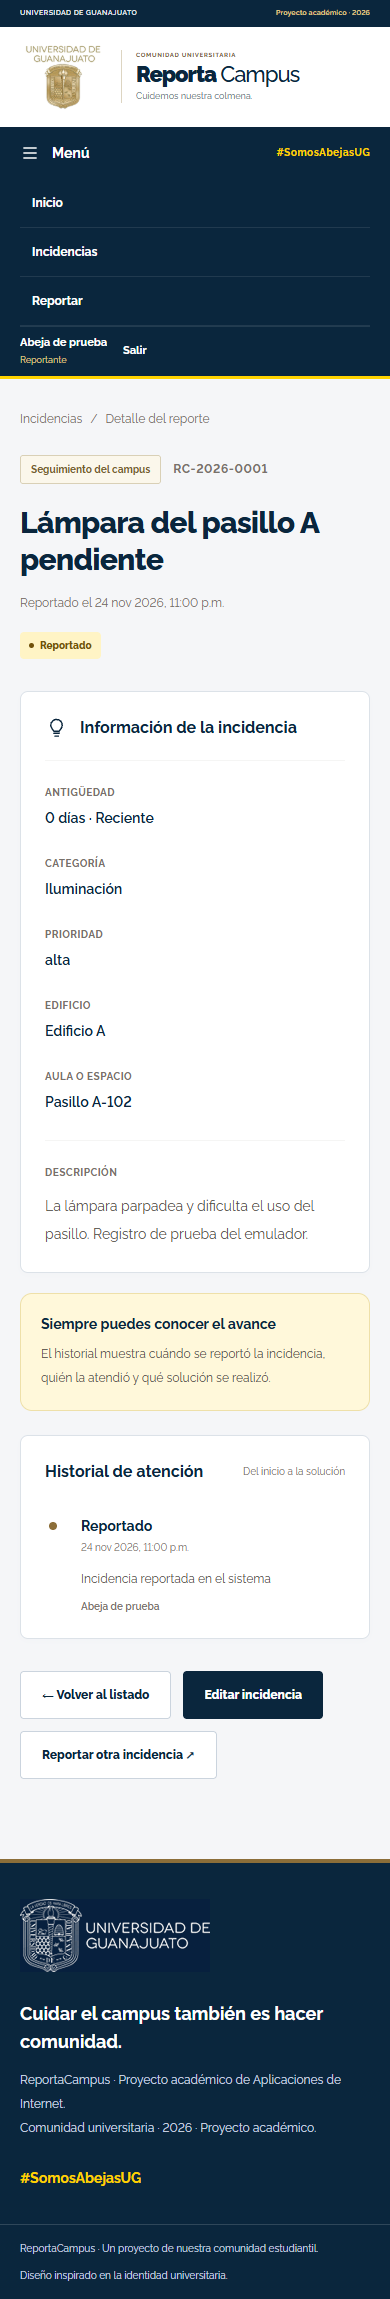 UNIVERSIDAD DE GUANAJUATO
Proyecto académico · 2026
UNIVERSIDAD DE
GUANAJUATO
COMUNIDAD UNIVERSITARIA
Reporta Campus
Cuidemos nuestra colmena.
Menú
#SomosAbejasUG
Inicio
Incidencias
Reportar
Abeja de prueba
Reportante
Salir
Incidencias / Detalle del reporte
Seguimiento del campus
RC-2026-0001
Lámpara del pasillo A
pendiente
Reportado el 24 nov 2026, 11:00 p.m.
Reportado
Información de la incidencia
ANTIGÜEDAD
0 días · Reciente
CATEGORÍA
Iluminación
PRIORIDAD
alta
EDIFICIO
Edificio A
AULA O ESPACIO
Pasillo A-102
DESCRIPCIÓN
La lámpara parpadea y dificulta el uso del
pasillo. Registro de prueba del emulador.
Siempre puedes conocer el avance
El historial muestra cuándo se reportó la incidencia,
quién la atendió y qué solución se realizó.
Historial de atención
Del inicio a la solución
Reportado
24 nov 2026, 11:00 p.m.
Incidencia reportada en el sistema
Abeja de prueba
← Volver al listado
Editar incidencia
Reportar otra incidencia ↗
UNIVERSIDAD DE
GUANAJUATO
Cuidar el campus también es hacer
comunidad.
ReportaCampus · Proyecto académico de Aplicaciones de
Internet.
Comunidad universitaria · 2026 · Proyecto académico.
#SomosAbejasUG
ReportaCampus · Un proyecto de nuestra comunidad estudiantil.
Diseño inspirado en la identidad universitaria.